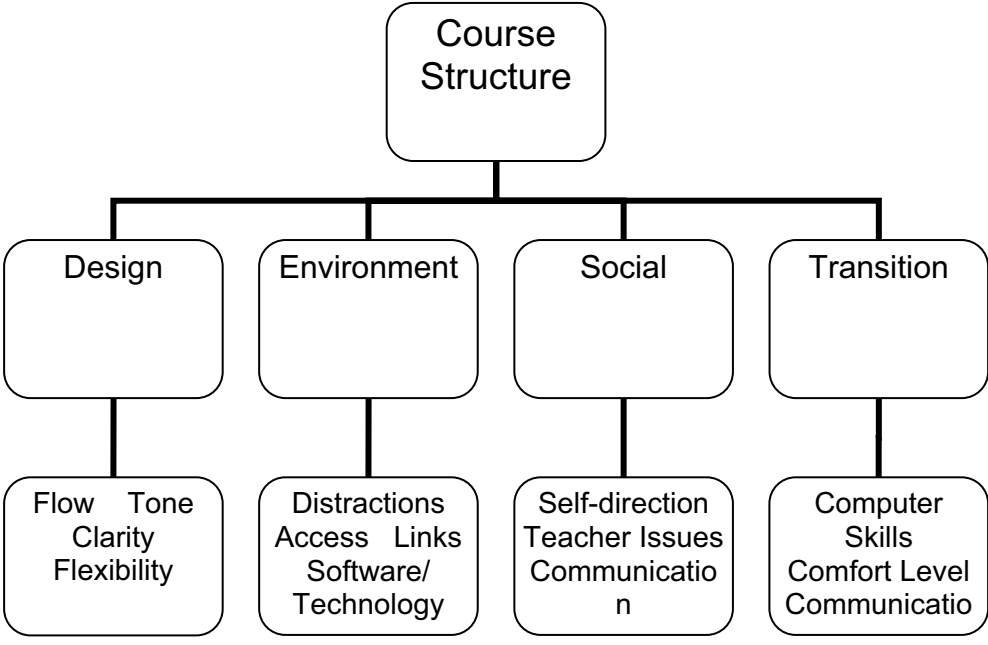 Course
Structure
Design
Environment
Social
Transition
Flow Tone
Clarity
Flexibility
Distractions
Access Links
Software/
Technology
Self-direction
Teacher Issues
Communicatio
n
Computer
Skills
Comfort Level
Communicatio